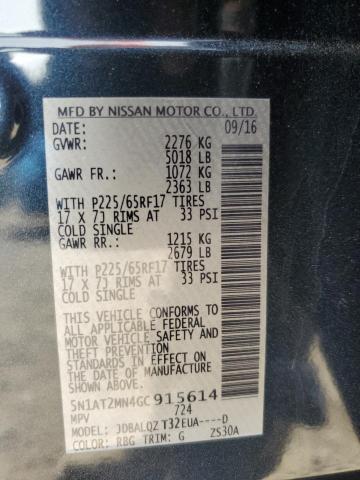 MFD BY NISSAN MOTOR CO., LTD.
DATE: 09/16
GVWR: 2276 KG
5018 LB
GAWR FR.: 1072 KG
2363 LB
WITH P225/65RF17 TIRES
17 X 7J RIMS AT 33 PSI
COLD SINGLE
GAWR RR.: 1215 KG
2679 LB
WITH P225/65RF17 TIRES
17 X 7J RIMS AT 33 PSI
COLD SINGLE
THIS VEHICLE CONFORMS TO
ALL APPLICABLE FEDERAL
MOTOR VEHICLE SAFETY
STANDARDS IN EFFECT ON
THE DATE OF MANUFACTURE
SHOWN ABOVE.
5N1AT2MN4GC915614
MPV 724
MODEL: JDBALQZ T32EUA----D
COLOR: RBG TRIM: G ZS30A